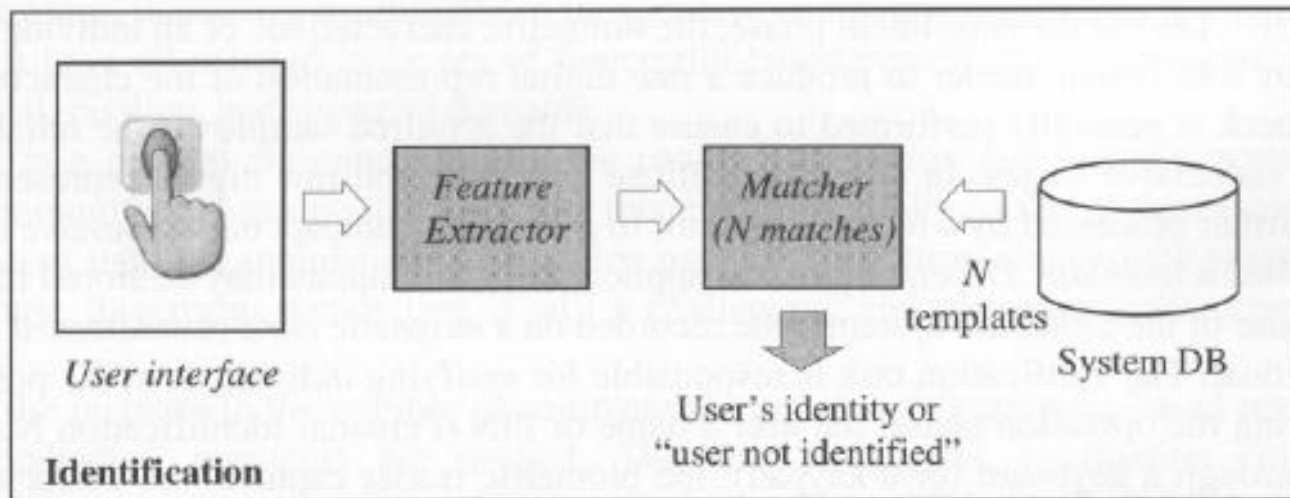 Feature
Extractor
Matcher
(N matches)
N
templates
User interface
System DB
User's identity or
"user not identified"
Identification